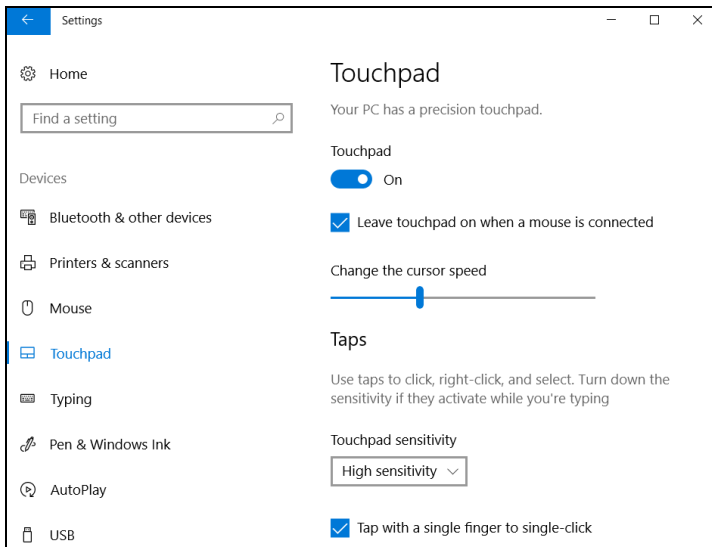 Settings
Home
Find a setting
Devices
Bluetooth & other devices
Printers & scanners
Mouse
Touchpad
Typing
Pen & Windows Ink
AutoPlay
USB
Touchpad
Your PC has a precision touchpad.
Touchpad
On
Leave touchpad on when a mouse is connected
Change the cursor speed
Taps
Use taps to click, right-click, and select. Turn down the
sensitivity if they activate while you're typing
Touchpad sensitivity
High sensitivity
Tap with a single finger to single-click